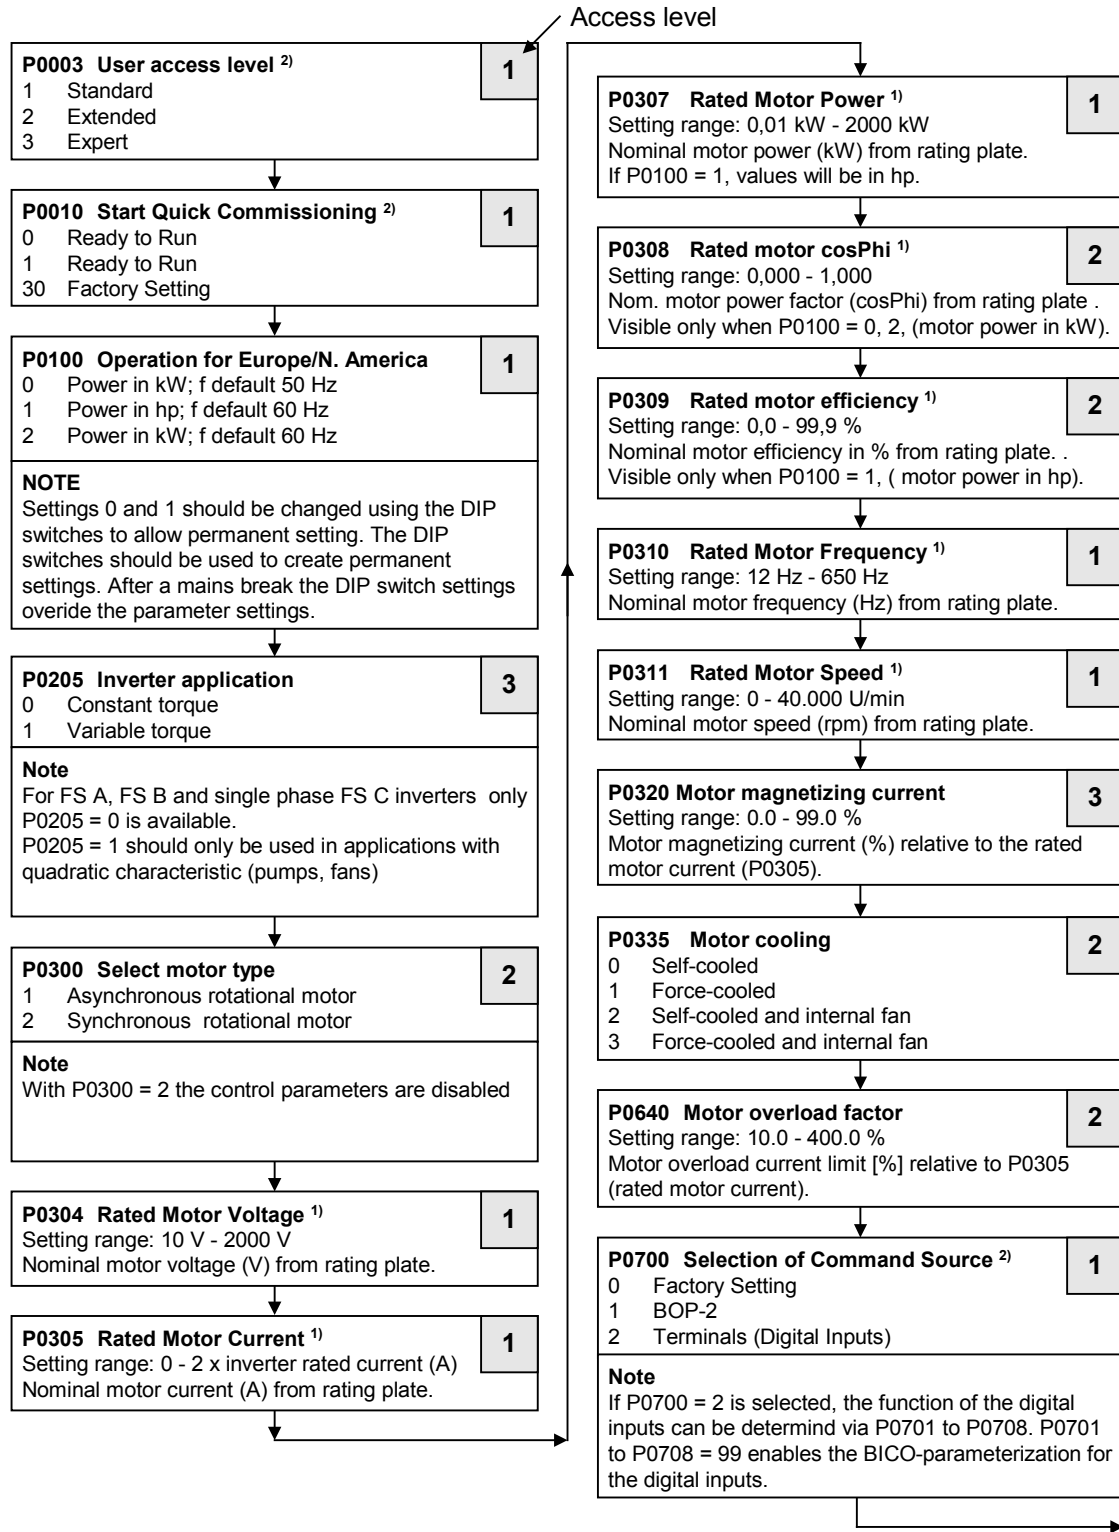 Access level
P0003 User access level 2)
1
1 Standard
2 Extended
3 Expert
P0010 Start Quick Commissioning 2)
1
0 Ready to Run
1 Ready to Run
30 Factory Setting
P0100 Operation for Europe/N. America
1
0 Power in kW; f default 50 Hz
1 Power in hp; f default 60 Hz
2 Power in kW; f default 60 Hz
NOTE
Settings 0 and 1 should be changed using the DIP
switches to allow permanent setting. The DIP
switches should be used to create permanent
settings. After a mains break the DIP switch settings
overide the parameter settings.
P0205 Inverter application
3
0 Constant torque
1 Variable torque
Note
For FS A, FS B and single phase FS C inverters only
P0205 = 0 is available.
P0205 = 1 should only be used in applications with
quadratic characteristic (pumps, fans)
P0300 Select motor type
2
1 Asynchronous rotational motor
2 Synchronous rotational motor
Note
With P0300 = 2 the control parameters are disabled
P0304 Rated Motor Voltage 1)
1
Setting range: 10 V - 2000 V
Nominal motor voltage (V) from rating plate.
P0305 Rated Motor Current 1)
1
Setting range: 0 - 2 x inverter rated current (A)
Nominal motor current (A) from rating plate.
P0307 Rated Motor Power 1)
1
Setting range: 0,01 kW - 2000 kW
Nominal motor power (kW) from rating plate.
If P0100 = 1, values will be in hp.
P0308 Rated motor cosPhi 1)
2
Setting range: 0,000 - 1,000
Nom. motor power factor (cosPhi) from rating plate .
Visible only when P0100 = 0, 2, (motor power in kW).
P0309 Rated motor efficiency 1)
2
Setting range: 0,0 - 99,9 %
Nominal motor efficiency in % from rating plate. .
Visible only when P0100 = 1, ( motor power in hp).
P0310 Rated Motor Frequency 1)
1
Setting range: 12 Hz - 650 Hz
Nominal motor frequency (Hz) from rating plate.
P0311 Rated Motor Speed 1)
1
Setting range: 0 - 40.000 U/min
Nominal motor speed (rpm) from rating plate.
P0320 Motor magnetizing current
3
Setting range: 0.0 - 99.0 %
Motor magnetizing current (%) relative to the rated
motor current (P0305).
P0335 Motor cooling
2
0 Self-cooled
1 Force-cooled
2 Self-cooled and internal fan
3 Force-cooled and internal fan
P0640 Motor overload factor
2
Setting range: 10.0 - 400.0 %
Motor overload current limit [%] relative to P0305
(rated motor current).
P0700 Selection of Command Source 2)
1
0 Factory Setting
1 BOP-2
2 Terminals (Digital Inputs)
Note
If P0700 = 2 is selected, the function of the digital
inputs can be determind via P0701 to P0708. P0701
to P0708 = 99 enables the BICO-parameterization for
the digital inputs.